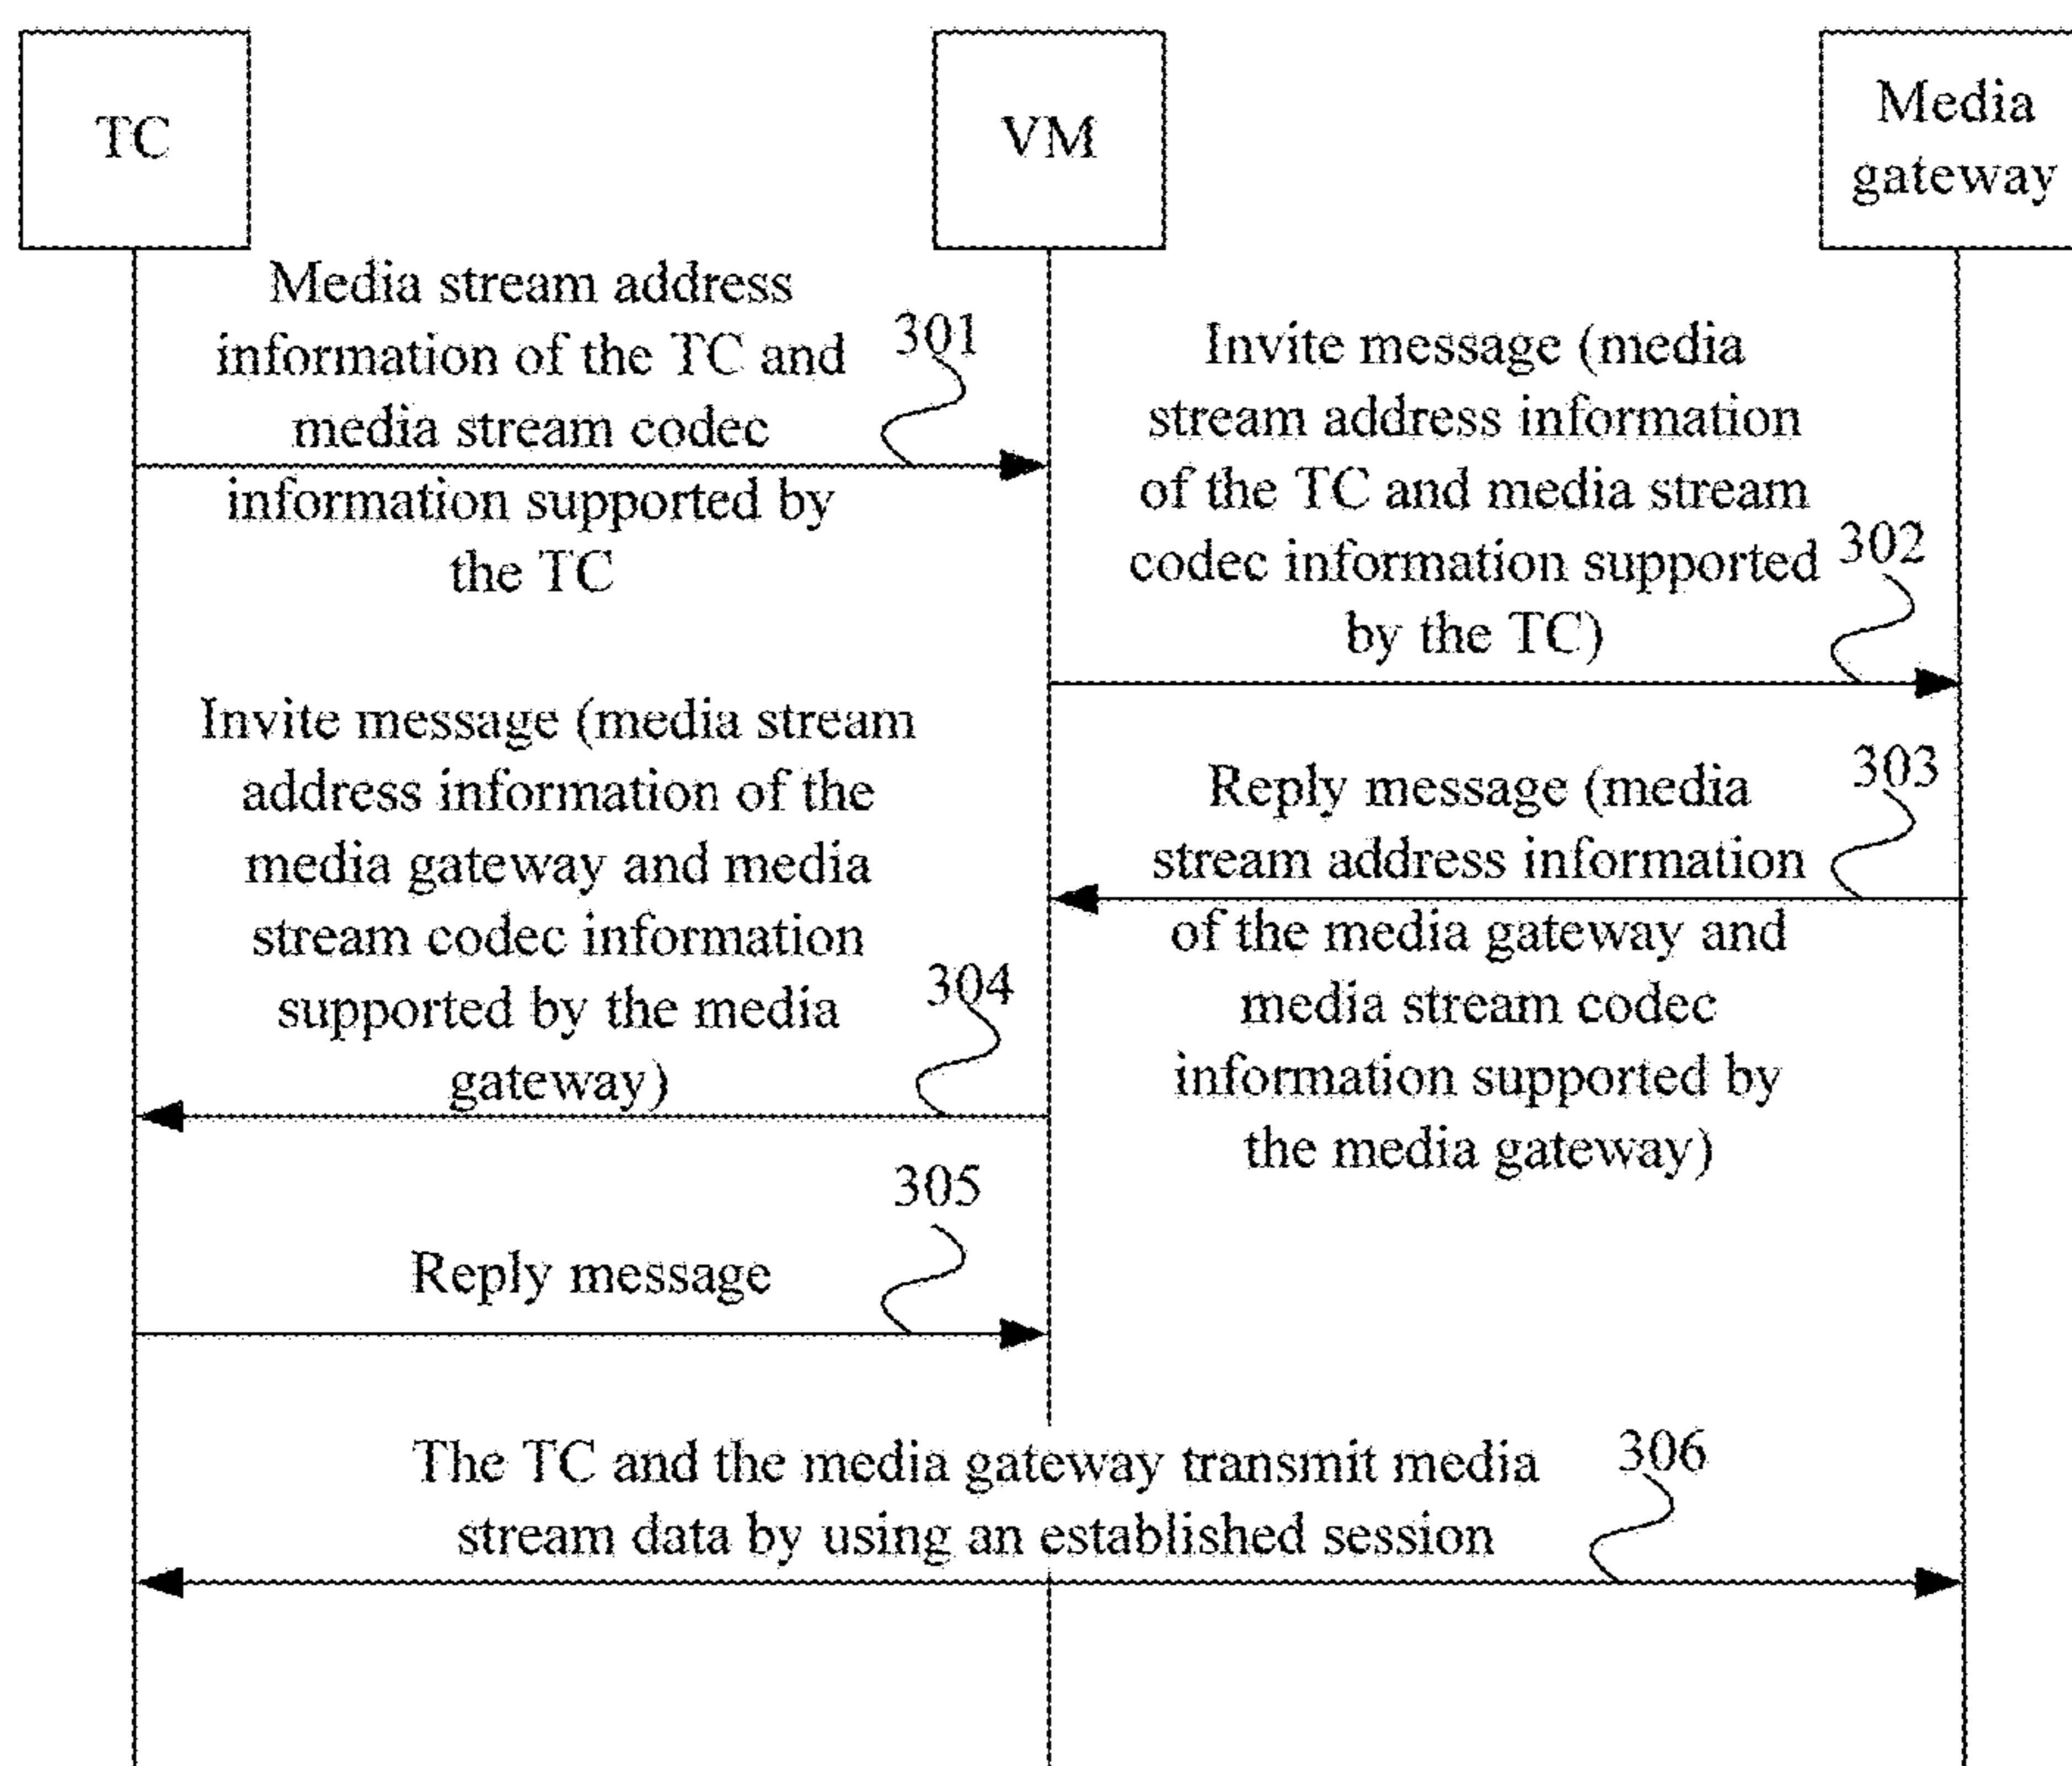 TC
VM
Media
gateway
Media stream address
information of the TC and
media stream codec
information supported by
the TC
301
Invite message (media
stream address information
of the TC and media stream
codec information supported
by the TC)
302
Reply message (media
stream address information
of the media gateway and
media stream codec
information supported by
the media gateway)
303
Invite message (media stream
address information of the
media gateway and media
stream codec information
supported by the media
gateway)
304
305
Reply message
The TC and the media gateway transmit media
stream data by using an established session
306